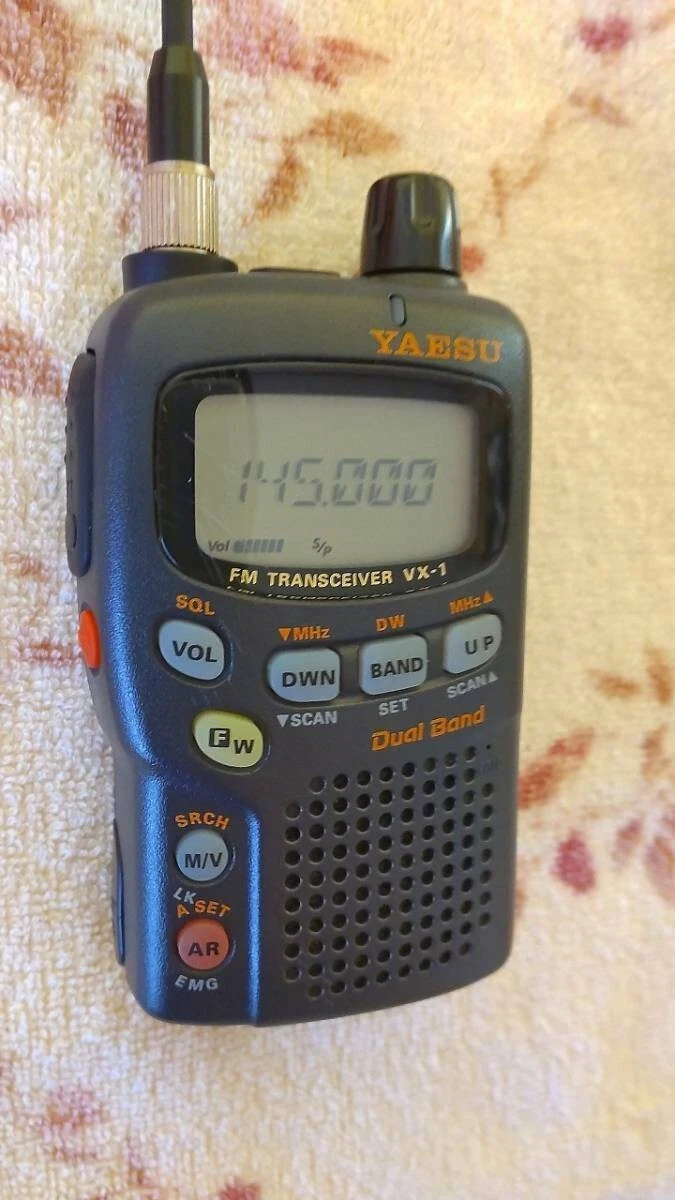 YAESU
145.000
Vol S/P
FM TRANSCEIVER VX-1
SQL
VOL
▼MHz DW MHz▲
DWN BAND UP
▼SCAN SET SCAN▲
F W
Dual Band
SRCH
M/V
LK
A SET
AR
EMG